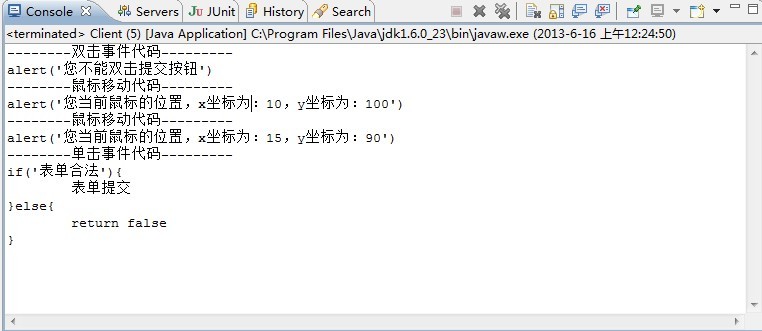 Console Servers JUnit History Search
<terminated> Client (5) [Java Application] C:\Program Files\Java\jdk1.6.0_23\bin\javaw.exe (2013-6-16 上午12:24:50)
--------双击事件代码---------
alert('您不能双击提交按钮')
--------鼠标移动代码---------
alert('您当前鼠标的位置，x坐标为：10，y坐标为：100')
--------鼠标移动代码---------
alert('您当前鼠标的位置，x坐标为：15，y坐标为：90')
--------单击事件代码---------
if('表单合法'){
        表单提交
}else{
        return false
}